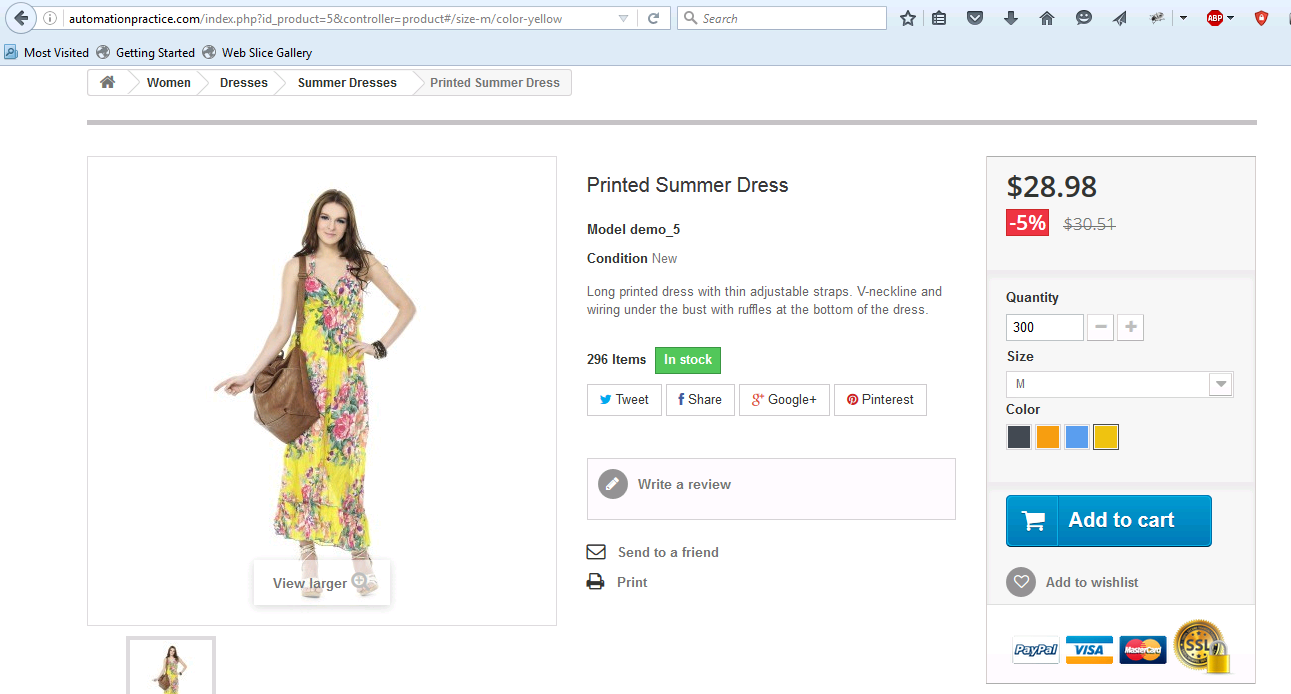 automationpractice.com/index.php?id_product=5&controller=product#/size-m/color-yellow
Search
ABP
Most Visited Getting Started Web Slice Gallery
Women Dresses Summer Dresses Printed Summer Dress
Printed Summer Dress
Model demo_5
Condition New
Long printed dress with thin adjustable straps. V-neckline and
wiring under the bust with ruffles at the bottom of the dress.
296 Items In stock
Tweet Share Google+ Pinterest
Write a review
Send to a friend
Print
View larger
$28.98
-5% $30.51
Quantity
300
Size
M
Color
Add to cart
Add to wishlist
PayPal VISA MasterCard SSL